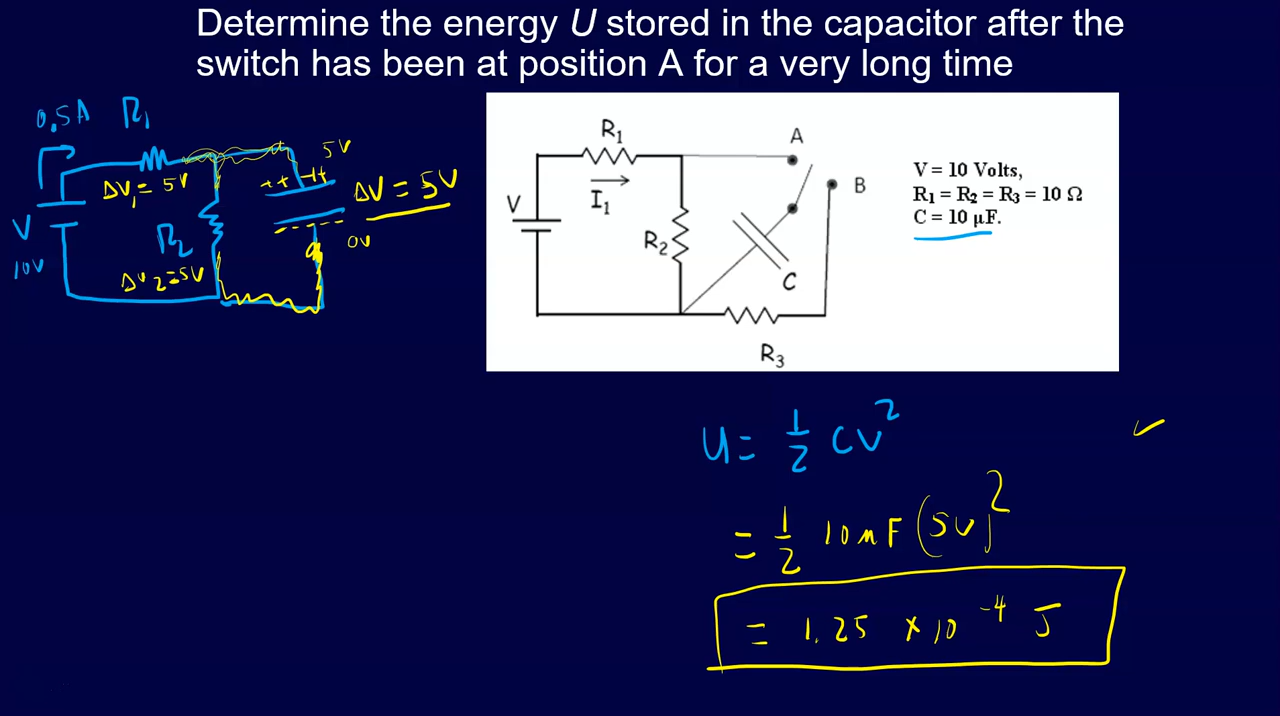 Determine the energy U stored in the capacitor after the
switch has been at position A for a very long time
0.5A R₁
5V
ΔV₁ = 5V
ΔV = 5V
V
R₂
0V
10V
ΔV₂=5V
R₁
A
B
I₁
V
R₂
C
R₃
V = 10 Volts,
R₁ = R₂ = R₃ = 10 Ω
C = 10 μF.
U = 1/2 CV²
= 1/2 10μF (5V)²
= 1.25 × 10⁻⁴ J